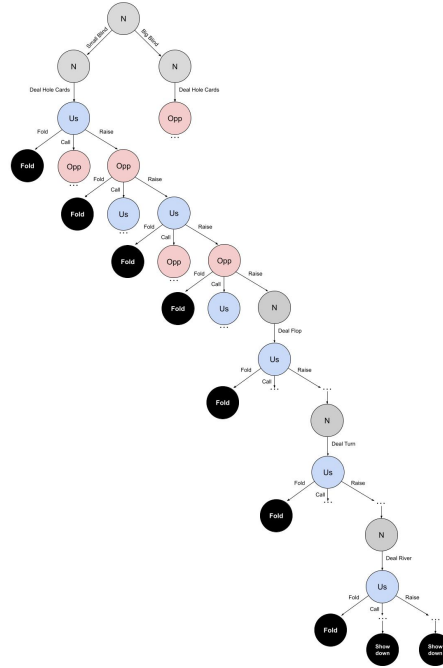 N
Small Blind
Big Blind
N
N
Deal Hole Cards
Deal Hole Cards
Us
Opp
...
Fold
Call
Raise
Fold
Opp
...
Opp
Fold
Call
Raise
Fold
Us
...
Us
Fold
Call
Raise
Fold
Opp
...
Opp
Fold
Call
Raise
Fold
Us
...
N
Deal Flop
Us
Fold
Call
...
Raise
...
Fold
N
Deal Turn
Us
Fold
Call
...
Raise
...
Fold
N
Deal River
Us
Fold
Call
Raise
...
...
Fold
Show
down
Show
down